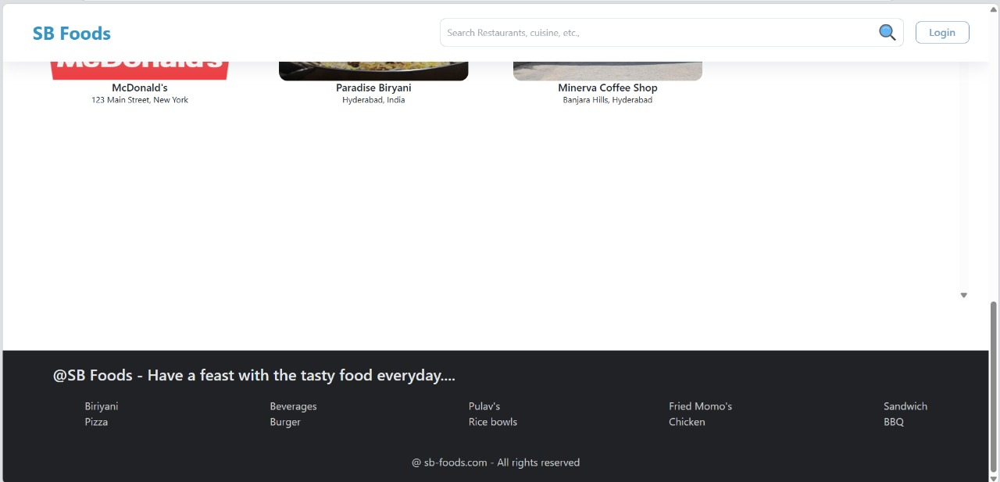 SB Foods
Search Restaurants, cuisine, etc.,
Login
McDonald's
McDonald's
123 Main Street, New York
Paradise Biryani
Hyderabad, India
Minerva Coffee Shop
Banjara Hills, Hyderabad
@SB Foods - Have a feast with the tasty food everyday....
Biriyani
Beverages
Pulav's
Fried Momo's
Sandwich
Pizza
Burger
Rice bowls
Chicken
BBQ
@ sb-foods.com - All rights reserved